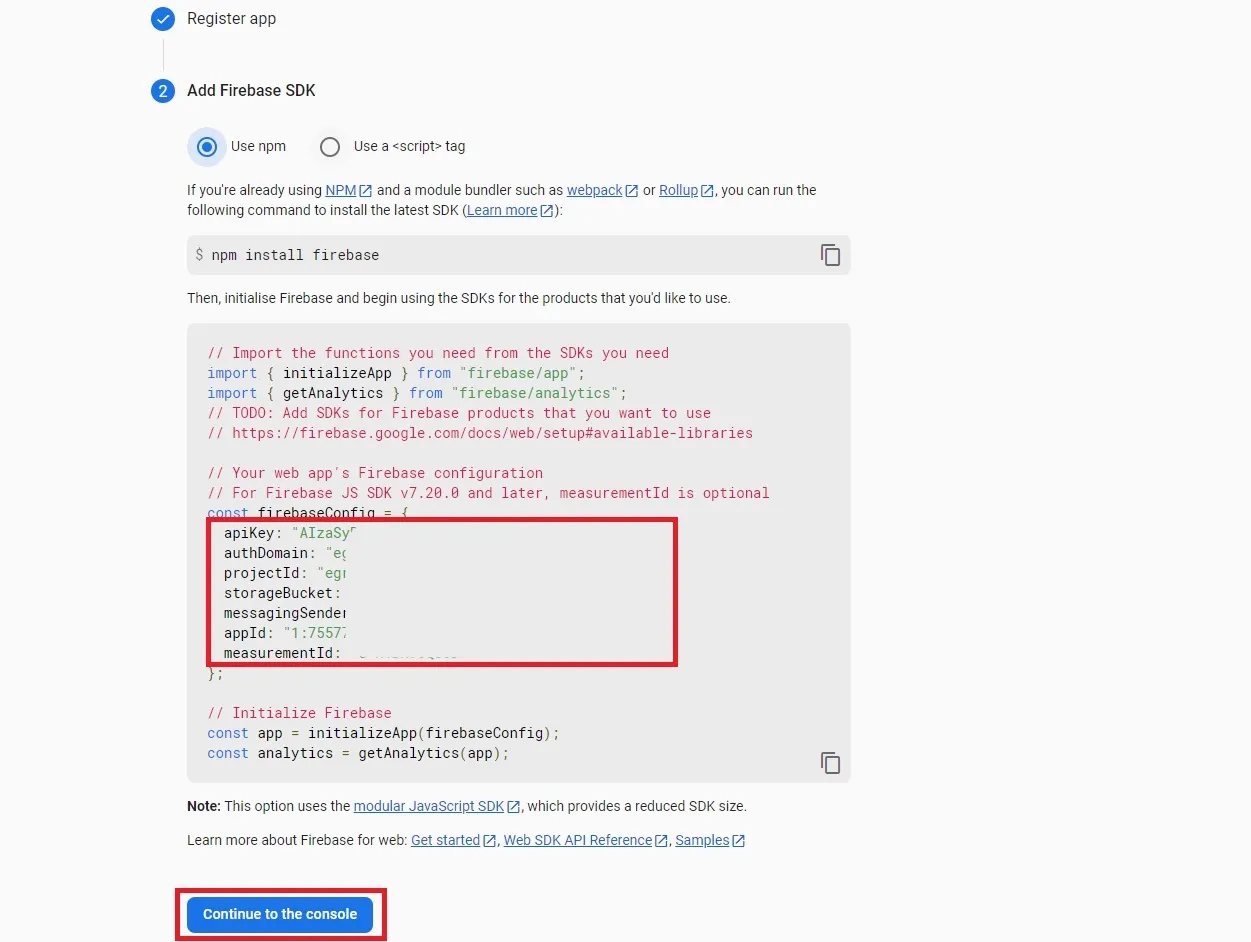 Register app
2 Add Firebase SDK
Use npm Use a <script> tag
If you're already using NPM and a module bundler such as webpack or Rollup, you can run the
following command to install the latest SDK (Learn more):
$ npm install firebase
Then, initialise Firebase and begin using the SDKs for the products that you'd like to use.
// Import the functions you need from the SDKs you need
import { initializeApp } from "firebase/app";
import { getAnalytics } from "firebase/analytics";
// TODO: Add SDKs for Firebase products that you want to use
// https://firebase.google.com/docs/web/setup#available-libraries
// Your web app's Firebase configuration
// For Firebase JS SDK v7.20.0 and later, measurementId is optional
const firebaseConfig = {
apiKey: "AIzaSy
authDomain: "eg
projectId: "egr
storageBucket:
messagingSender
appId: "1:7557
measurementId:
};
// Initialize Firebase
const app = initializeApp(firebaseConfig);
const analytics = getAnalytics(app);
Note: This option uses the modular JavaScript SDK, which provides a reduced SDK size.
Learn more about Firebase for web: Get started, Web SDK API Reference, Samples
Continue to the console